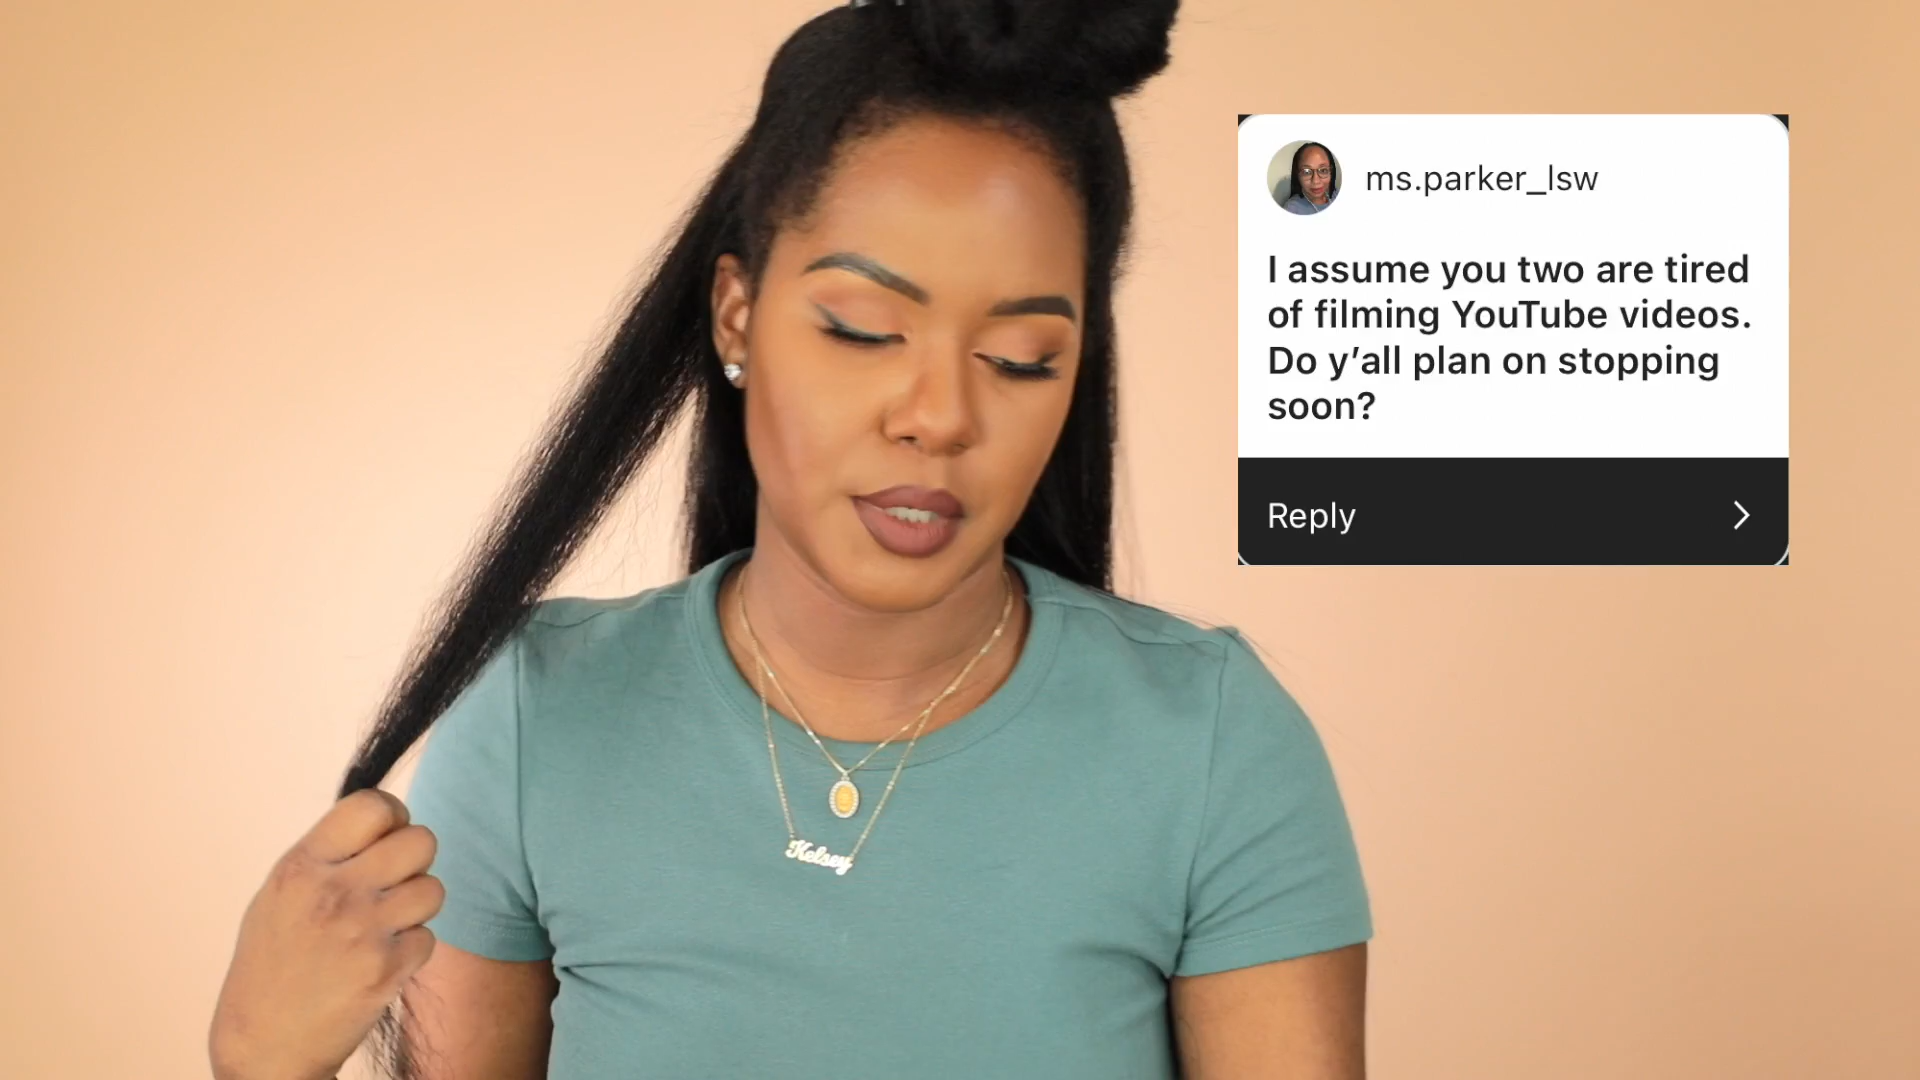 ms.parker_lsw
I assume you two are tired
of filming YouTube videos.
Do y’all plan on stopping
soon?
Reply
Kelsey